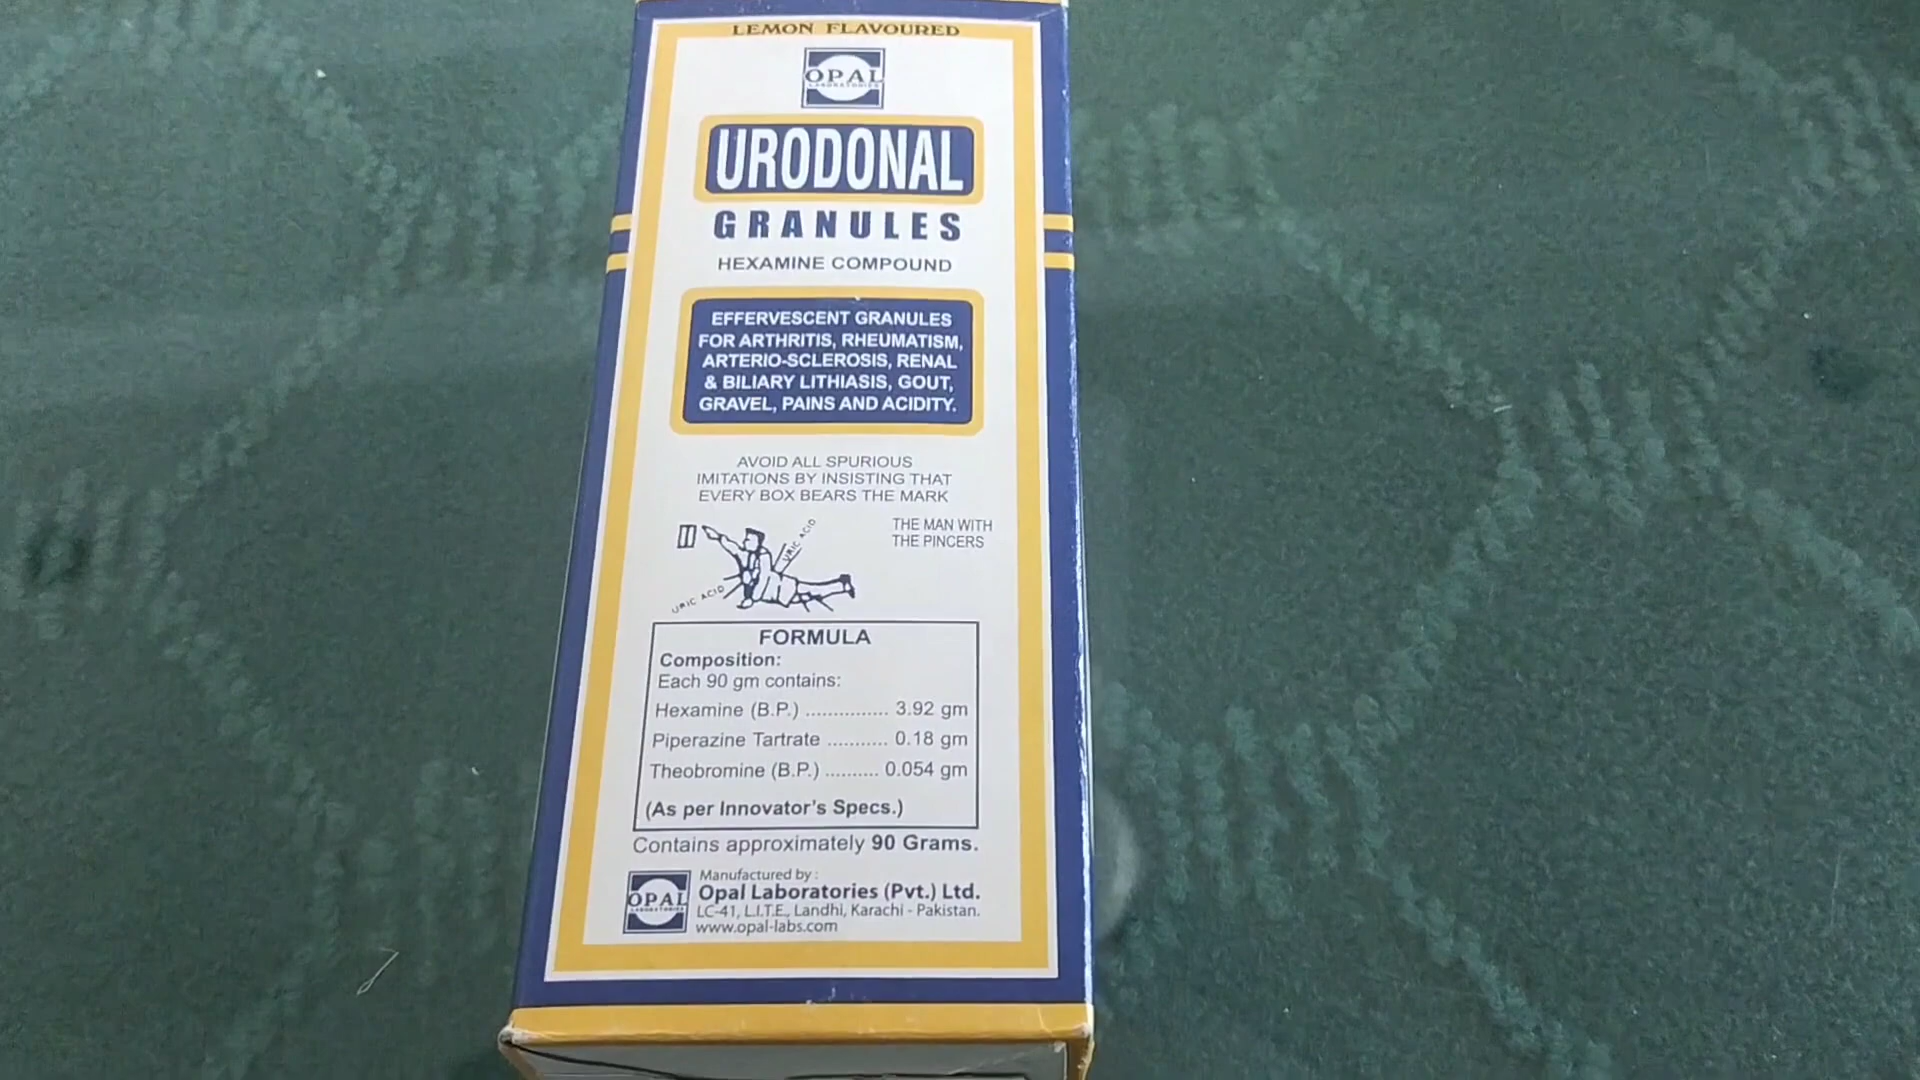 LEMON FLAVOURED
OPAL
LABORATORIES
URODONAL
GRANULES
HEXAMINE COMPOUND
EFFERVESCENT GRANULES
FOR ARTHRITIS, RHEUMATISM,
ARTERIO-SCLEROSIS, RENAL
& BILIARY LITHIASIS, GOUT,
GRAVEL, PAINS AND ACIDITY.
AVOID ALL SPURIOUS
IMITATIONS BY INSISTING THAT
EVERY BOX BEARS THE MARK
THE MAN WITH
THE PINCERS
URIC ACID
URIC ACID
FORMULA
Composition:
Each 90 gm contains:
Hexamine (B.P.) ............... 3.92 gm
Piperazine Tartrate ........... 0.18 gm
Theobromine (B.P.) .......... 0.054 gm
(As per Innovator's Specs.)
Contains approximately 90 Grams.
OPAL
LABORATORIES
Manufactured by :
Opal Laboratories (Pvt.) Ltd.
LC-41, L.I.T.E., Landhi, Karachi - Pakistan.
www.opal-labs.com